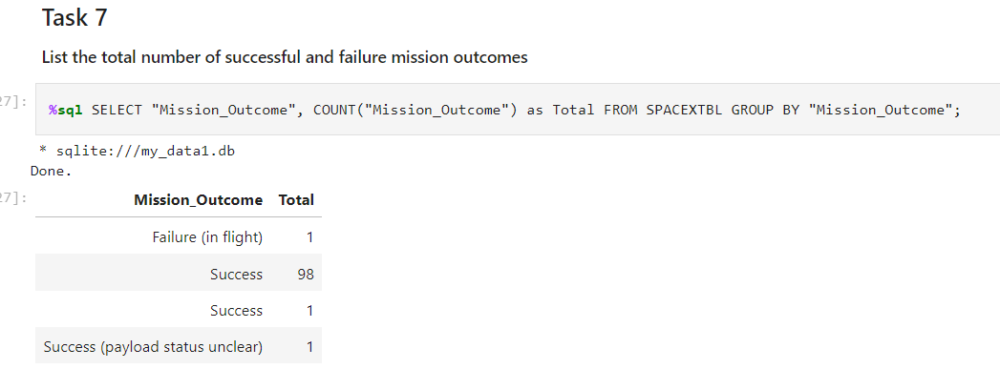 Task 7
List the total number of successful and failure mission outcomes
27]: %sql SELECT "Mission_Outcome", COUNT("Mission_Outcome") as Total FROM SPACEXTBL GROUP BY "Mission_Outcome";
* sqlite:///my_data1.db
Done.
27]: Mission_Outcome Total
Failure (in flight) 1
Success 98
Success 1
Success (payload status unclear) 1